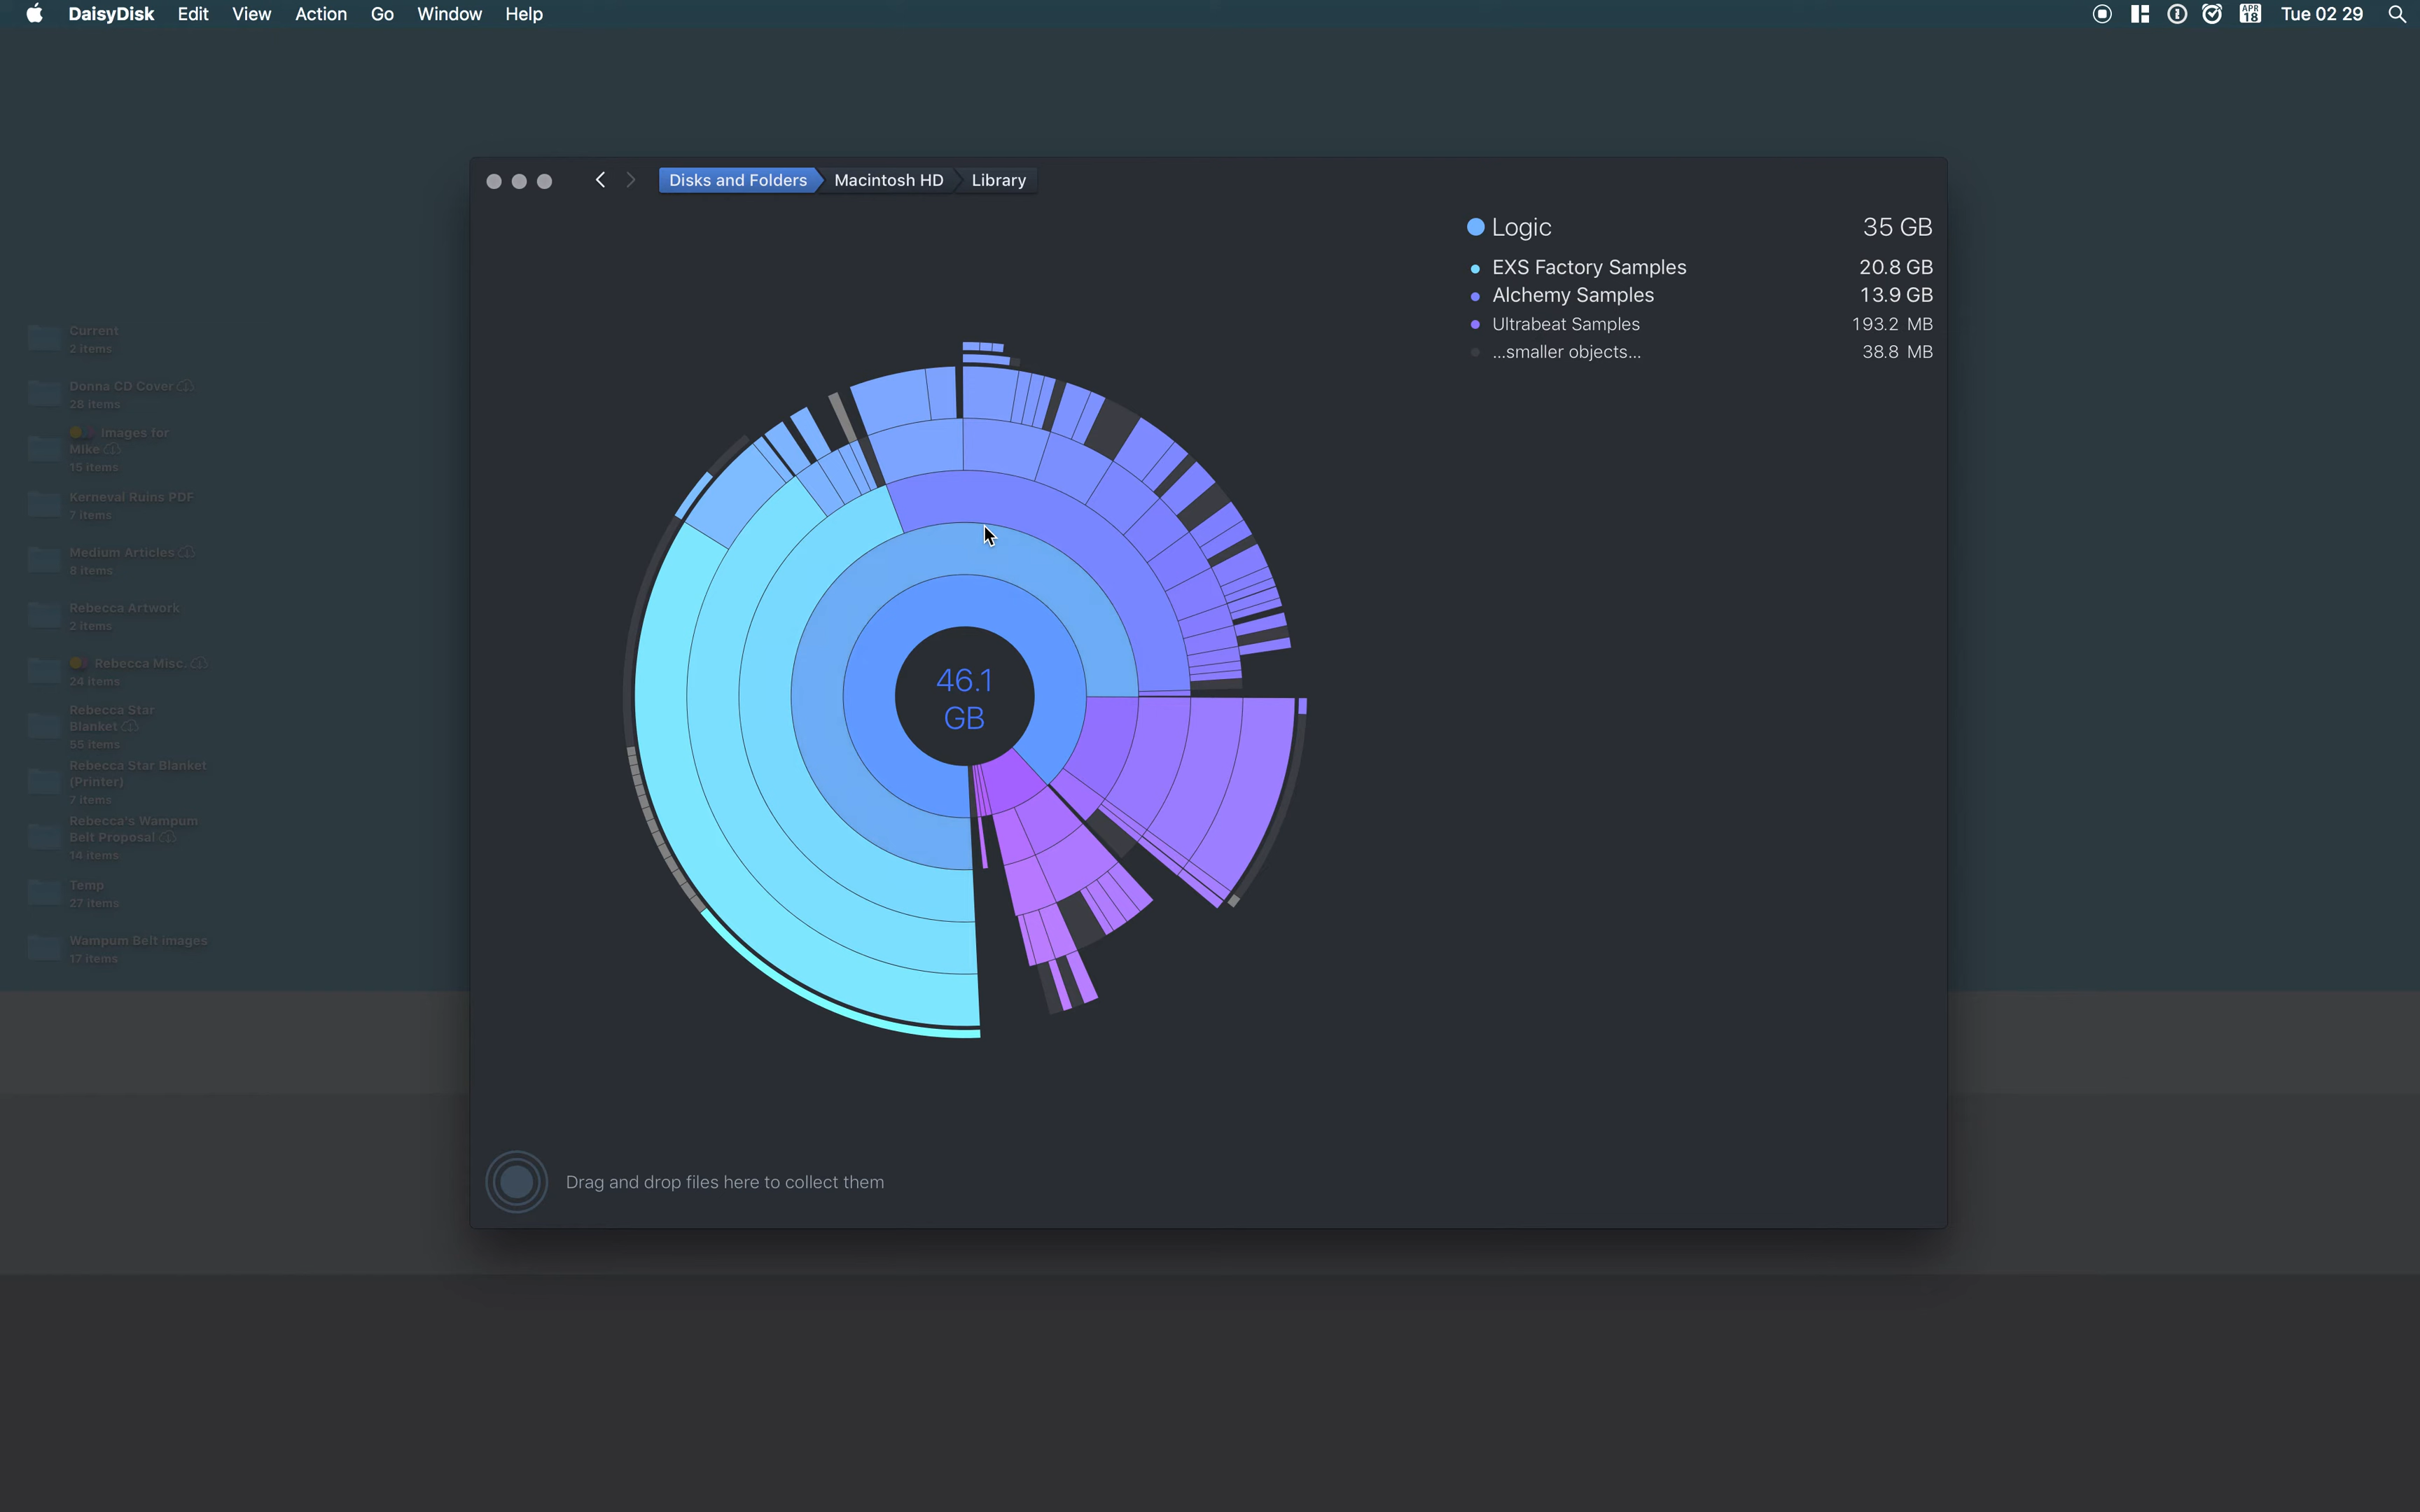 DaisyDisk Edit View Action Go Window Help
APR 18 Tue 02 29
Disks and Folders Macintosh HD Library
Logic 35 GB
EXS Factory Samples 20.8 GB
Alchemy Samples 13.9 GB
Ultrabeat Samples 193.2 MB
...smaller objects... 38.8 MB
Current
2 items
Donna CD Cover
28 items
Images for
Mike
15 items
Kerneval Ruins PDF
7 items
Medium Articles
8 items
Rebecca Artwork
2 items
Rebecca Misc.
24 items
Rebecca Star
Blanket
55 items
Rebecca Star Blanket
(Printer)
7 items
Rebecca's Wampum
Belt Proposal
14 items
Temp
27 items
Wampum Belt images
17 items
46.1
GB
Drag and drop files here to collect them